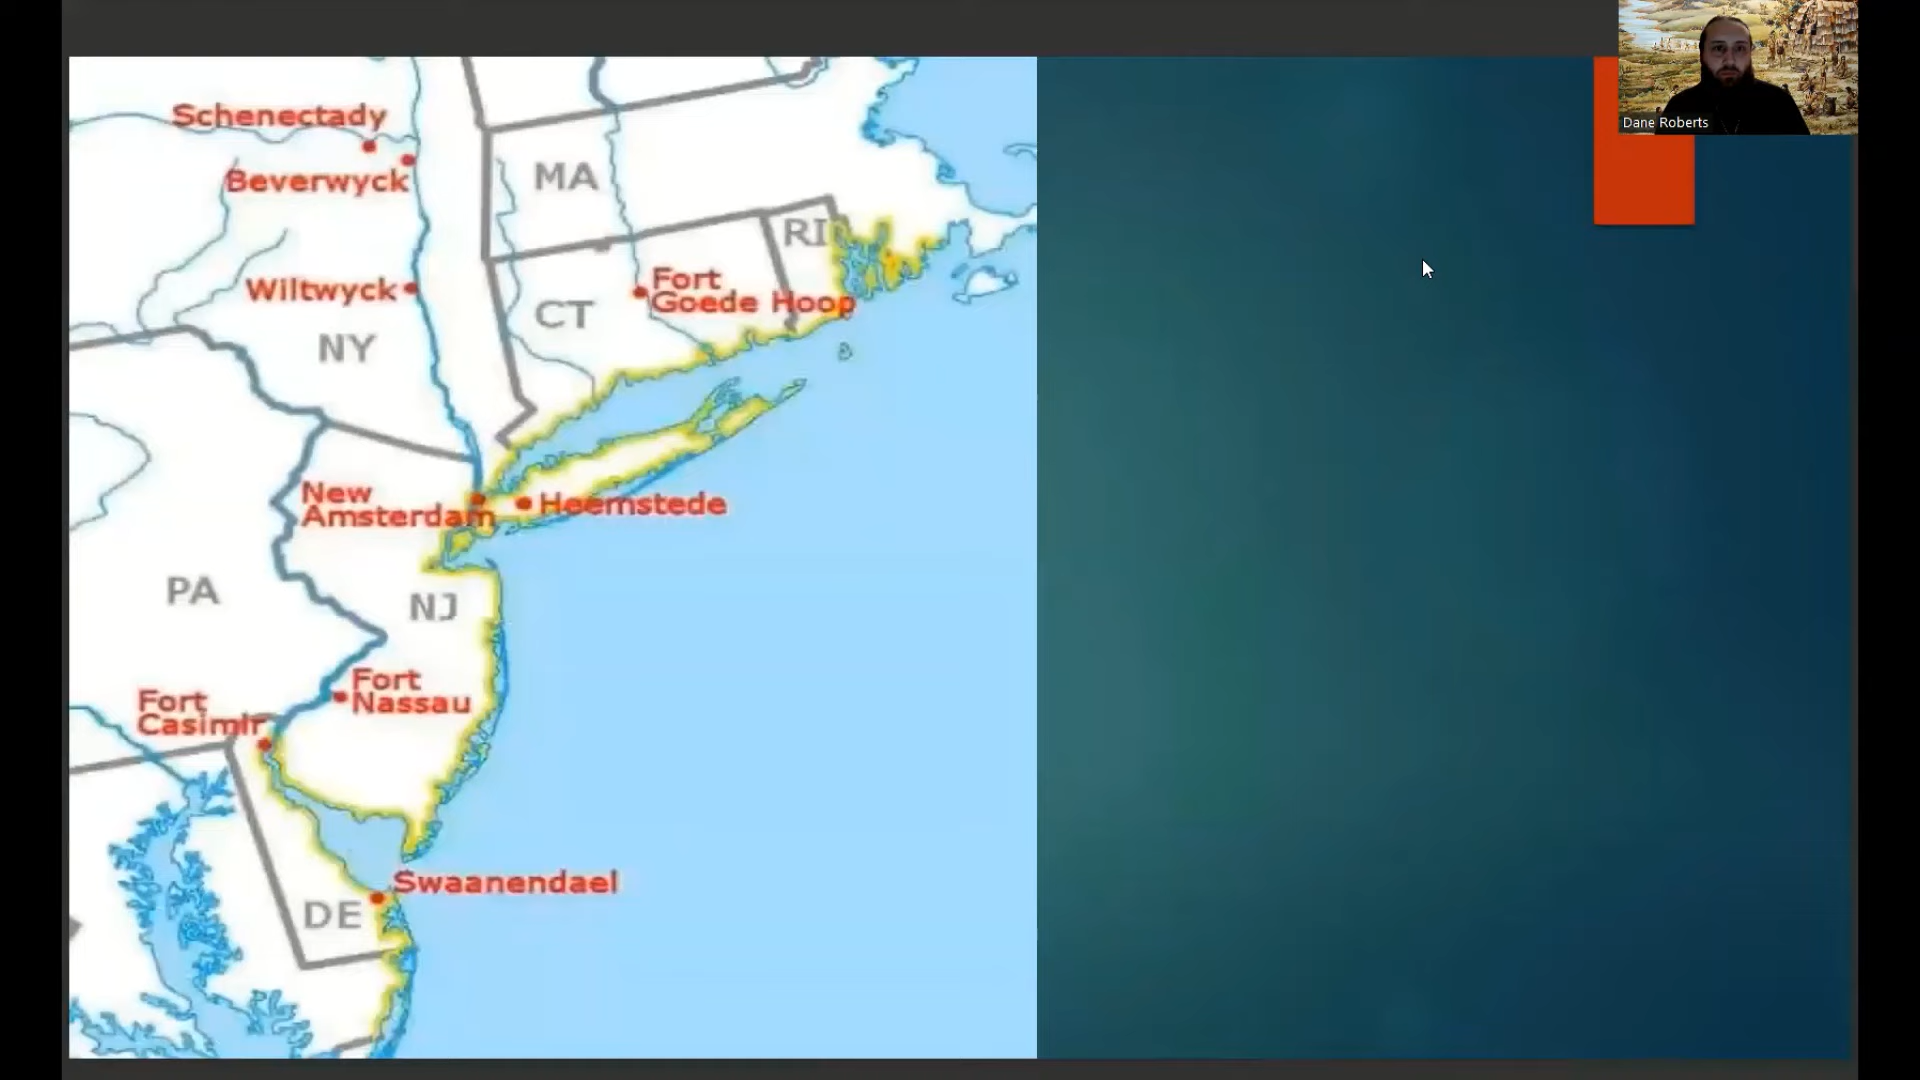 Dane Roberts
Schenectady
Beverwyck
MA
RI
Wiltwyck
Fort
Goede Hoop
CT
NY
New
Amsterdam
Heemstede
PA
NJ
Fort
Nassau
Fort
Casimir
Swaanendael
DE